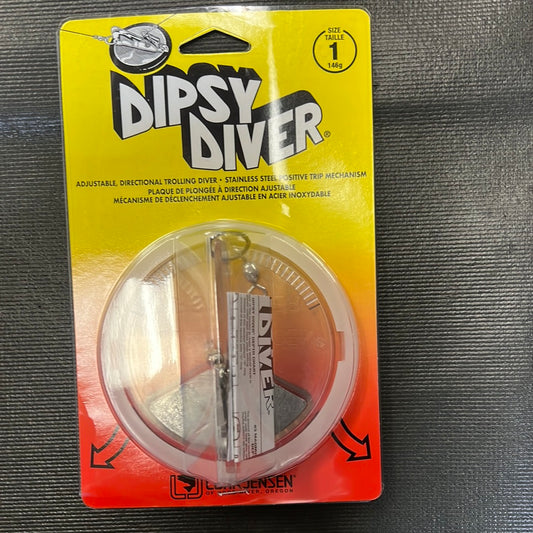 SIZE
TAILLE
1
146g
DIPSY
DIVER®
ADJUSTABLE, DIRECTIONAL TROLLING DIVER • STAINLESS STEEL POSITIVE TRIP MECHANISM
PLAQUE DE PLONGÉE À DIRECTION AJUSTABLE
MÉCANISME DE DÉCLENCHEMENT AJUSTABLE EN ACIER INOXYDABLE
DIVER
JENSEN
OREGON